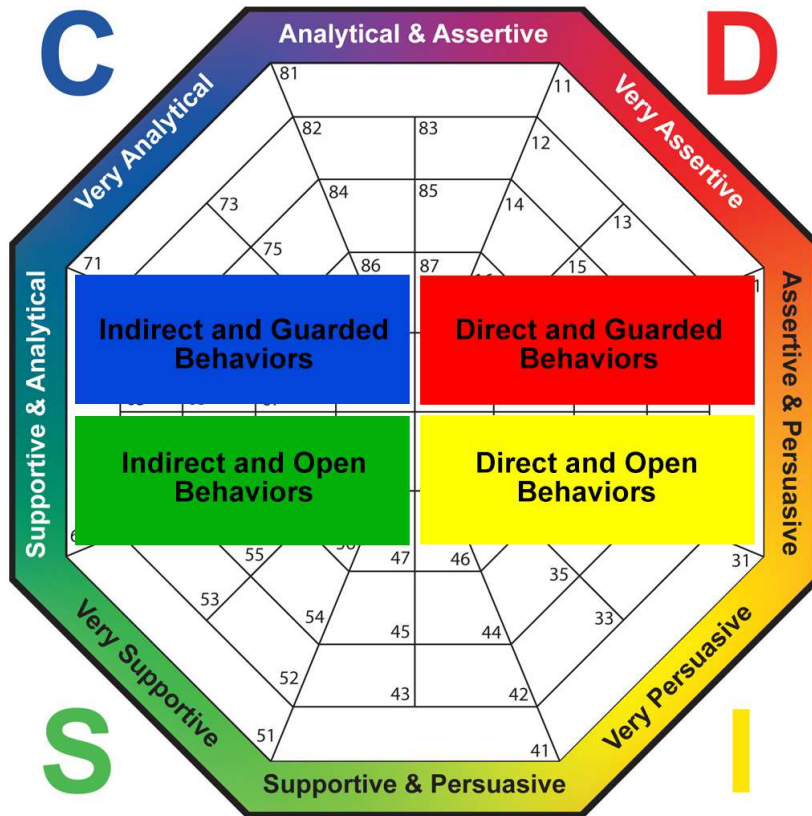 C
Analytical & Assertive
D
Very Analytical
Very Assertive
81
11
82
83
12
73
84
85
14
13
75
15
71
86
87
Supportive & Analytical
Indirect and Guarded
Behaviors
Direct and Guarded
Behaviors
Assertive & Persuasive
Indirect and Open
Behaviors
Direct and Open
Behaviors
55
47
46
35
31
53
54
45
44
33
52
43
42
51
41
Very Supportive
Very Persuasive
S
Supportive & Persuasive
I